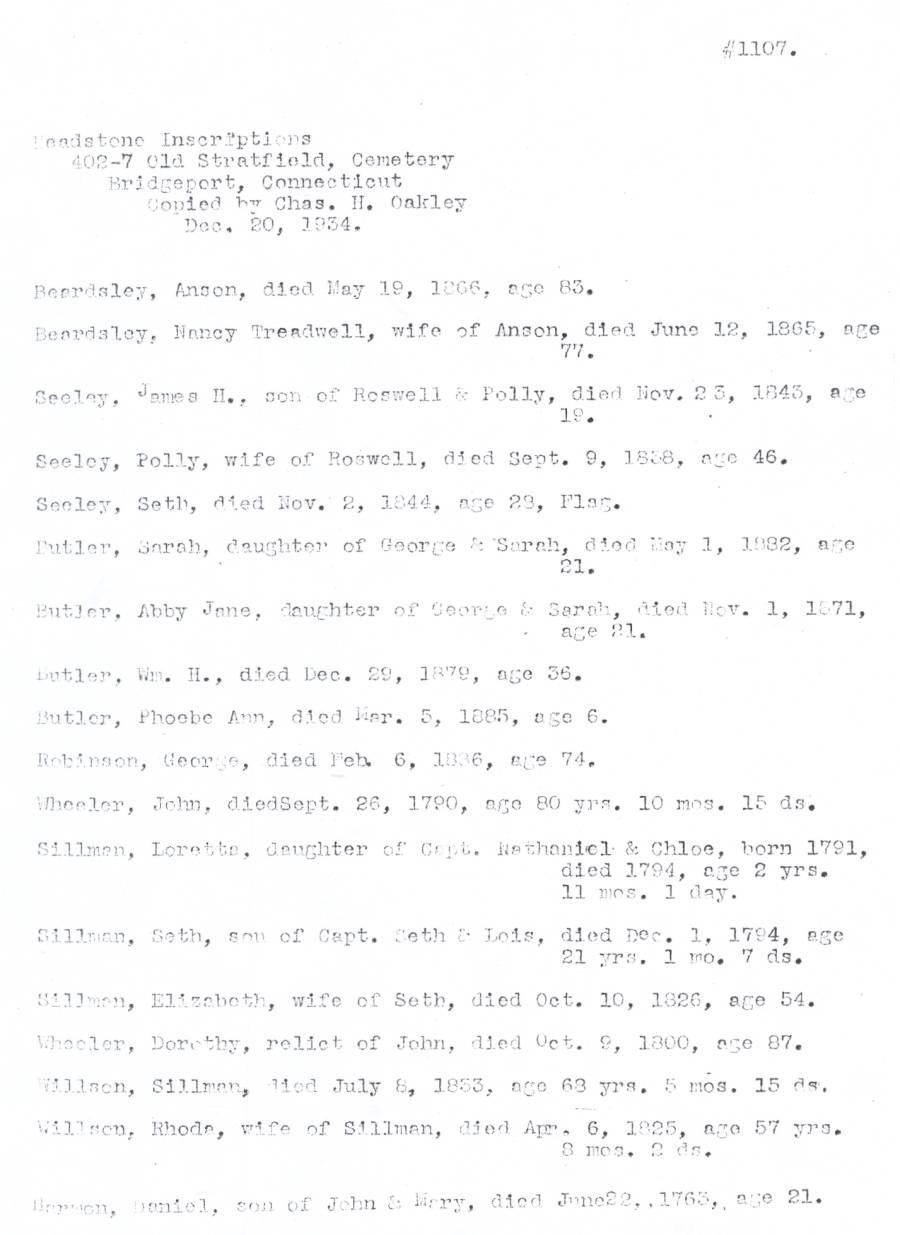 #1107.
Headstone Inscriptions
402-7 Old Stratfield, Cemetery
Bridgeport, Connecticut
Copied by Chas. H. Oakley
Dec. 20, 1934.
Beardsley, Anson, died May 19, 1866, age 83.
Beardsley, Nancy Treadwell, wife of Anson, died June 12, 1865, age
77.
Seeley, James H., son of Roswell & Polly, died Nov. 23, 1843, age
19.
Seeley, Polly, wife of Roswell, died Sept. 9, 1838, age 46.
Seeley, Seth, died Nov. 2, 1844, age 28, Flag.
Butler, Sarah, daughter of George & Sarah, died May 1, 1882, age
21.
Butler, Abby Jane, daughter of George & Sarah, died Nov. 1, 1871,
age 21.
Butler, Wm. H., died Dec. 29, 1879, age 36.
Butler, Phoebe Ann, died Mar. 5, 1885, age 6.
Robinson, George, died Feb. 6, 1836, age 74.
Wheeler, John, diedSept. 26, 1790, age 80 yrs. 10 mos. 15 ds.
Sillman, Loretta, daughter of Capt. Nathaniel & Chloe, born 1791,
died 1794, age 2 yrs.
11 mos. 1 day.
Sillman, Seth, son of Capt. Seth & Lois, died Dec. 1, 1794, age
21 yrs. 1 mo. 7 ds.
Sillman, Elizabeth, wife of Seth, died Oct. 10, 1826, age 54.
Wheeler, Dorothy, relict of John, died Oct. 9, 1800, age 87.
Willson, Sillman, died July 8, 1833, age 68 yrs. 5 mos. 15 ds.
Willson, Rhoda, wife of Sillman, died Apr. 6, 1825, age 57 yrs.
8 mos. 2 ds.
Daniel, son of John & Mary, died June22, 1763, age 21.